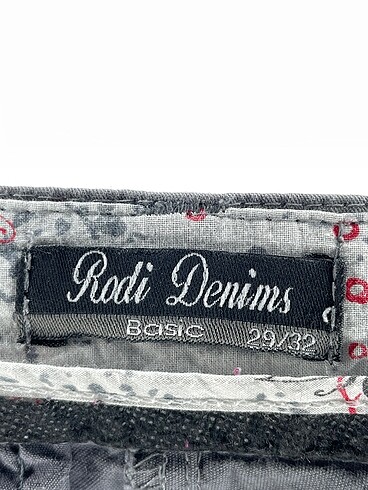 Rodi Denims
Basic 29/32